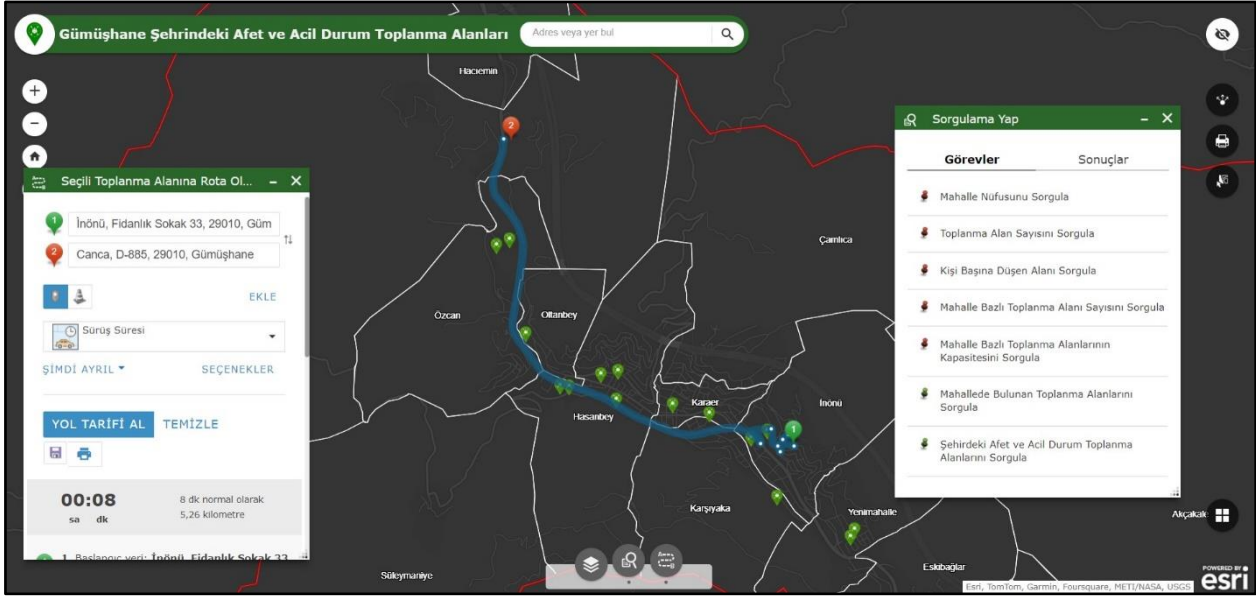 Gümüşhane Şehrindeki Afet ve Acil Durum Toplanma Alanları
Adres veya yer bul
Seçili Toplanma Alanına Rota Ol...
1 İnönü, Fidanlık Sokak 33, 29010, Güm
2 Canca, D-885, 29010, Gümüşhane
EKLE
Sürüş Süresi
ŞİMDİ AYRIL
SEÇENEKLER
YOL TARİFİ AL TEMİZLE
00:08
sa dk
8 dk normal olarak
5,26 kilometre
1. Başlangıç yeri: İnönü, Fidanlık Sokak 33
Hacıemin
2
Çamlıca
Özcan
Oltanbey
Hasanbey
Karaer
İnönü
1
Karşıyaka
Yenimahalle
Akçakale
Eskibağlar
Süleymaniye
Sorgulama Yap
Görevler Sonuçlar
Mahalle Nüfusunu Sorgula
Toplanma Alan Sayısını Sorgula
Kişi Başına Düşen Alanı Sorgula
Mahalle Bazlı Toplanma Alanı Sayısını Sorgula
Mahalle Bazlı Toplanma Alanlarının
Kapasitesini Sorgula
Mahallede Bulunan Toplanma Alanlarını
Sorgula
Şehirdeki Afet ve Acil Durum Toplanma
Alanlarını Sorgula
Esri, TomTom, Garmin, Foursquare, METI/NASA, USGS
POWERED BY
esri